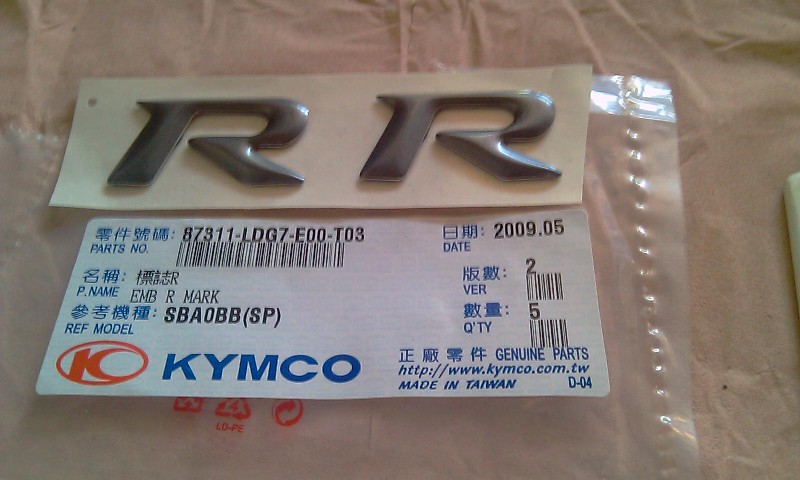 R R
零件號碼: 87311-LDG7-E00-T03
PARTS NO.
日期: 2009.05
DATE
名稱: 標誌R
P.NAME EMB R MARK
版數: 2
VER
參考機種: SBA0BB(SP)
REF MODEL
數量: 5
Q'TY
KYMCO
正廠零件 GENUINE PARTS
http://www.kymco.com.tw
MADE IN TAIWAN D-04
LD-PE